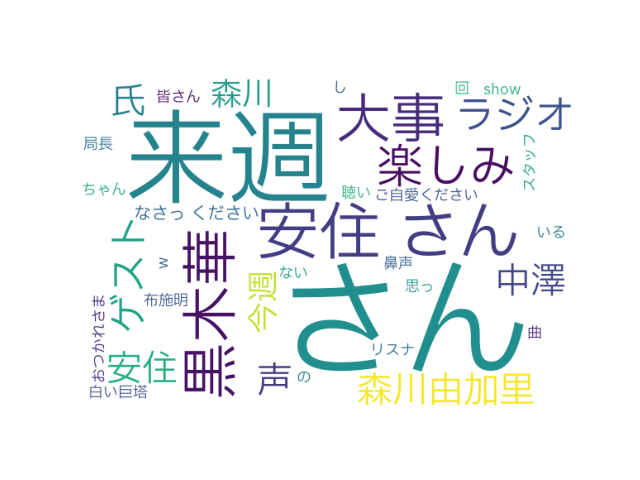 氏
皆さん
森川
し
回
show
大事
ラジオ
来週
局長
楽しみ
スタッフ
ちゃん
聴い
ご自愛ください
なさっ ください
安住 さん
いる
ゲスト
w
黒木華
今週
ない
鼻声
中澤
布施明
思っ
さん
おつかれさま
曲
安住
声
の
リスナ
白い巨塔
森川由加里